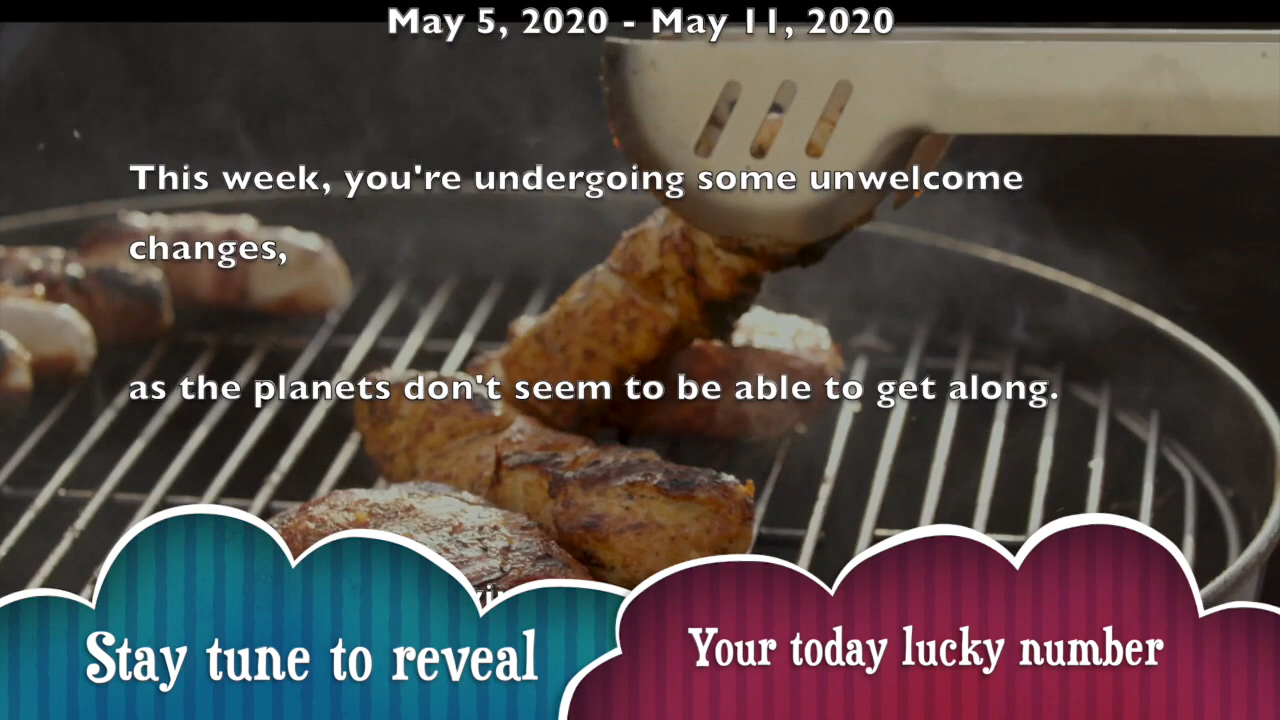 May 5, 2020 - May 11, 2020
This week, you're undergoing some unwelcome
changes,
as the planets don't seem to be able to get along.
Stay tune to reveal
Your today lucky number